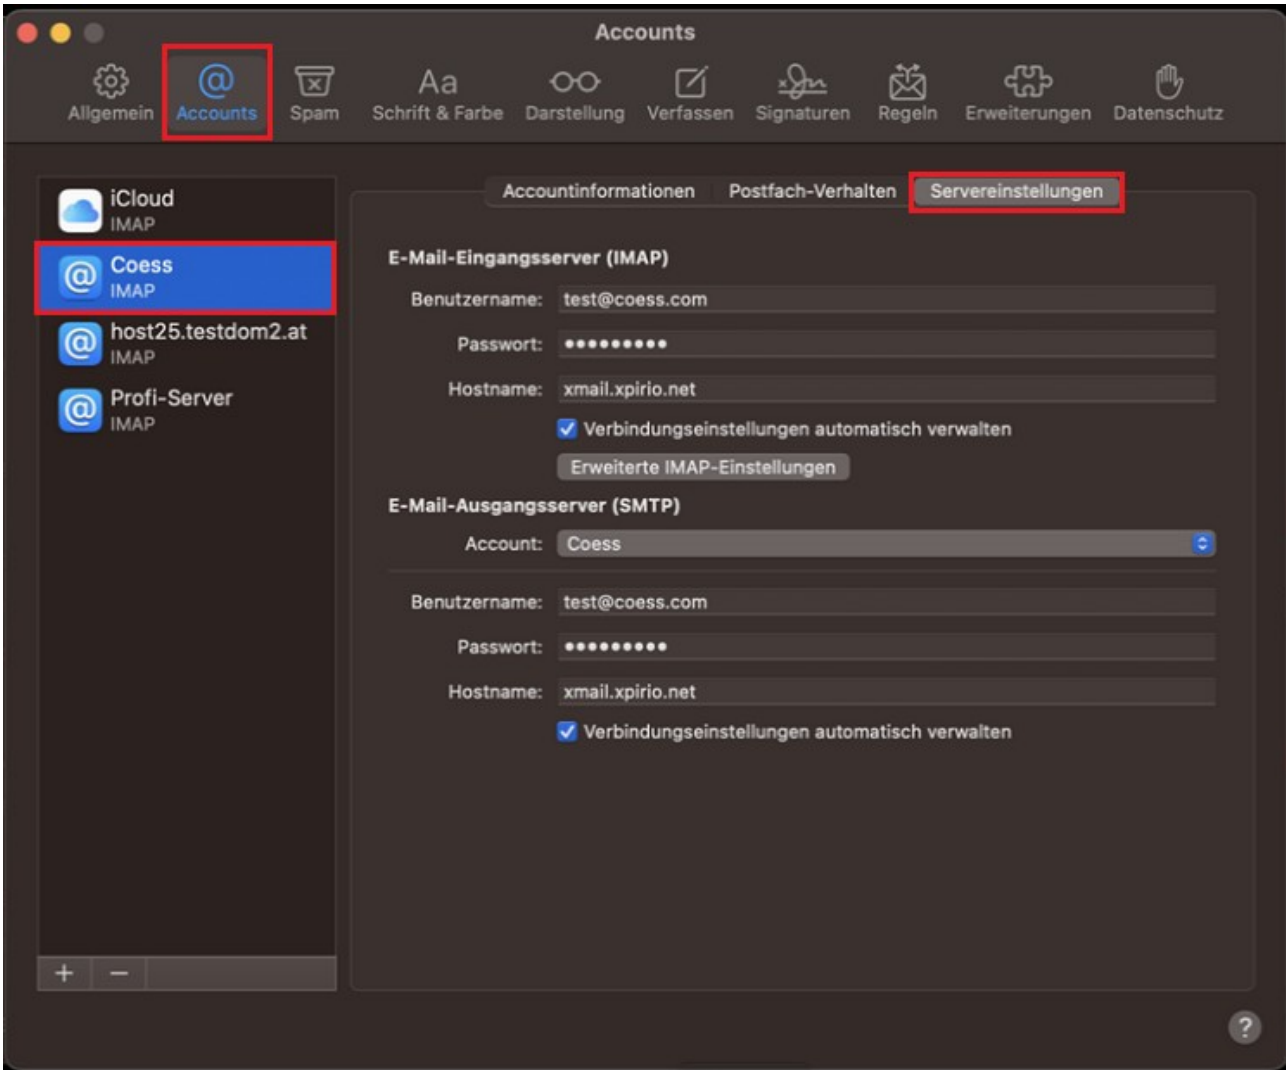 Accounts
Allgemein
Accounts
Spam
Aa
Schrift & Farbe
Darstellung
Verfassen
Signaturen
Regeln
Erweiterungen
Datenschutz
iCloud
IMAP
@ Coess
IMAP
@ host25.testdom2.at
IMAP
@ Profi-Server
IMAP
+ −
Accountinformationen Postfach-Verhalten Servereinstellungen
E-Mail-Eingangsserver (IMAP)
Benutzername: test@coess.com
Passwort: •••••••••
Hostname: xmail.xpirio.net
Verbindungseinstellungen automatisch verwalten
Erweiterte IMAP-Einstellungen
E-Mail-Ausgangsserver (SMTP)
Account: Coess
Benutzername: test@coess.com
Passwort: •••••••••
Hostname: xmail.xpirio.net
Verbindungseinstellungen automatisch verwalten
?